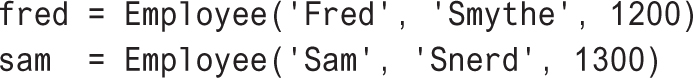 fred = Employee('Fred', 'Smythe', 1200)
sam  = Employee('Sam', 'Snerd', 1300)